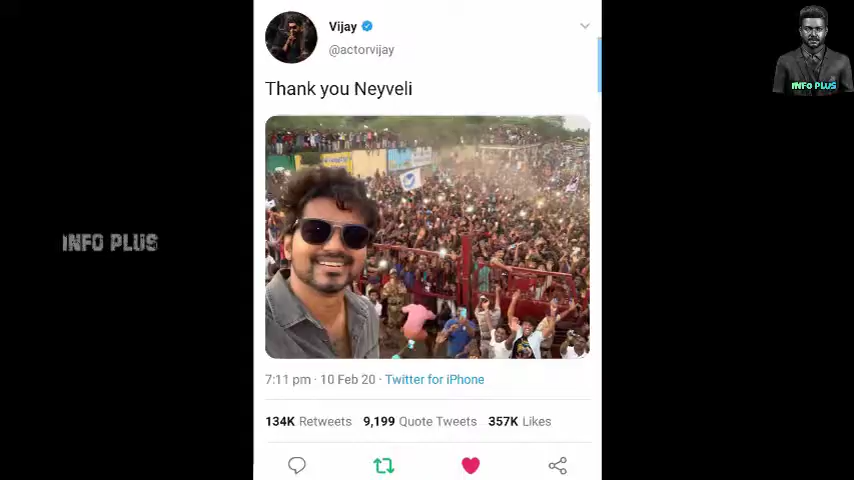 Vijay
@actorvijay
INFO PLUS
Thank you Neyveli
INFO PLUS
7:11 pm · 10 Feb 20 · Twitter for iPhone
134K Retweets 9,199 Quote Tweets 357K Likes